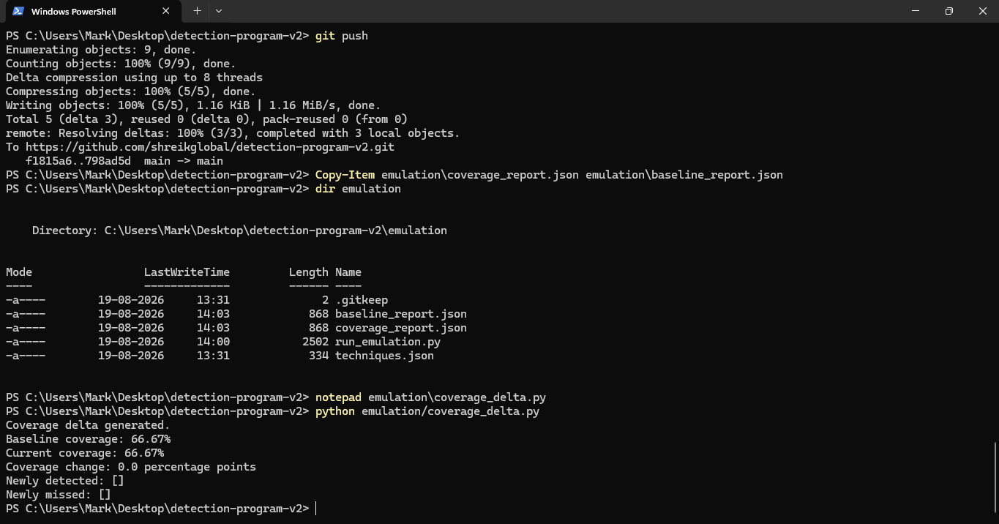 Windows PowerShell
PS C:\Users\Mark\Desktop\detection-program-v2> git push
Enumerating objects: 9, done.
Counting objects: 100% (9/9), done.
Delta compression using up to 8 threads
Compressing objects: 100% (5/5), done.
Writing objects: 100% (5/5), 1.16 KiB | 1.16 MiB/s, done.
Total 5 (delta 3), reused 0 (delta 0), pack-reused 0 (from 0)
remote: Resolving deltas: 100% (3/3), completed with 3 local objects.
To https://github.com/shreikglobal/detection-program-v2.git
   f1815a6..798ad5d  main -> main
PS C:\Users\Mark\Desktop\detection-program-v2> Copy-Item emulation\coverage_report.json emulation\baseline_report.json
PS C:\Users\Mark\Desktop\detection-program-v2> dir emulation
    Directory: C:\Users\Mark\Desktop\detection-program-v2\emulation
Mode                 LastWriteTime         Length Name
----                 -------------         ------ ----
-a----        19-08-2026     13:31              2 .gitkeep
-a----        19-08-2026     14:03            868 baseline_report.json
-a----        19-08-2026     14:03            868 coverage_report.json
-a----        19-08-2026     14:00           2502 run_emulation.py
-a----        19-08-2026     13:31            334 techniques.json
PS C:\Users\Mark\Desktop\detection-program-v2> notepad emulation\coverage_delta.py
PS C:\Users\Mark\Desktop\detection-program-v2> python emulation/coverage_delta.py
Coverage delta generated.
Baseline coverage: 66.67%
Current coverage: 66.67%
Coverage change: 0.0 percentage points
Newly detected: []
Newly missed: []
PS C:\Users\Mark\Desktop\detection-program-v2>